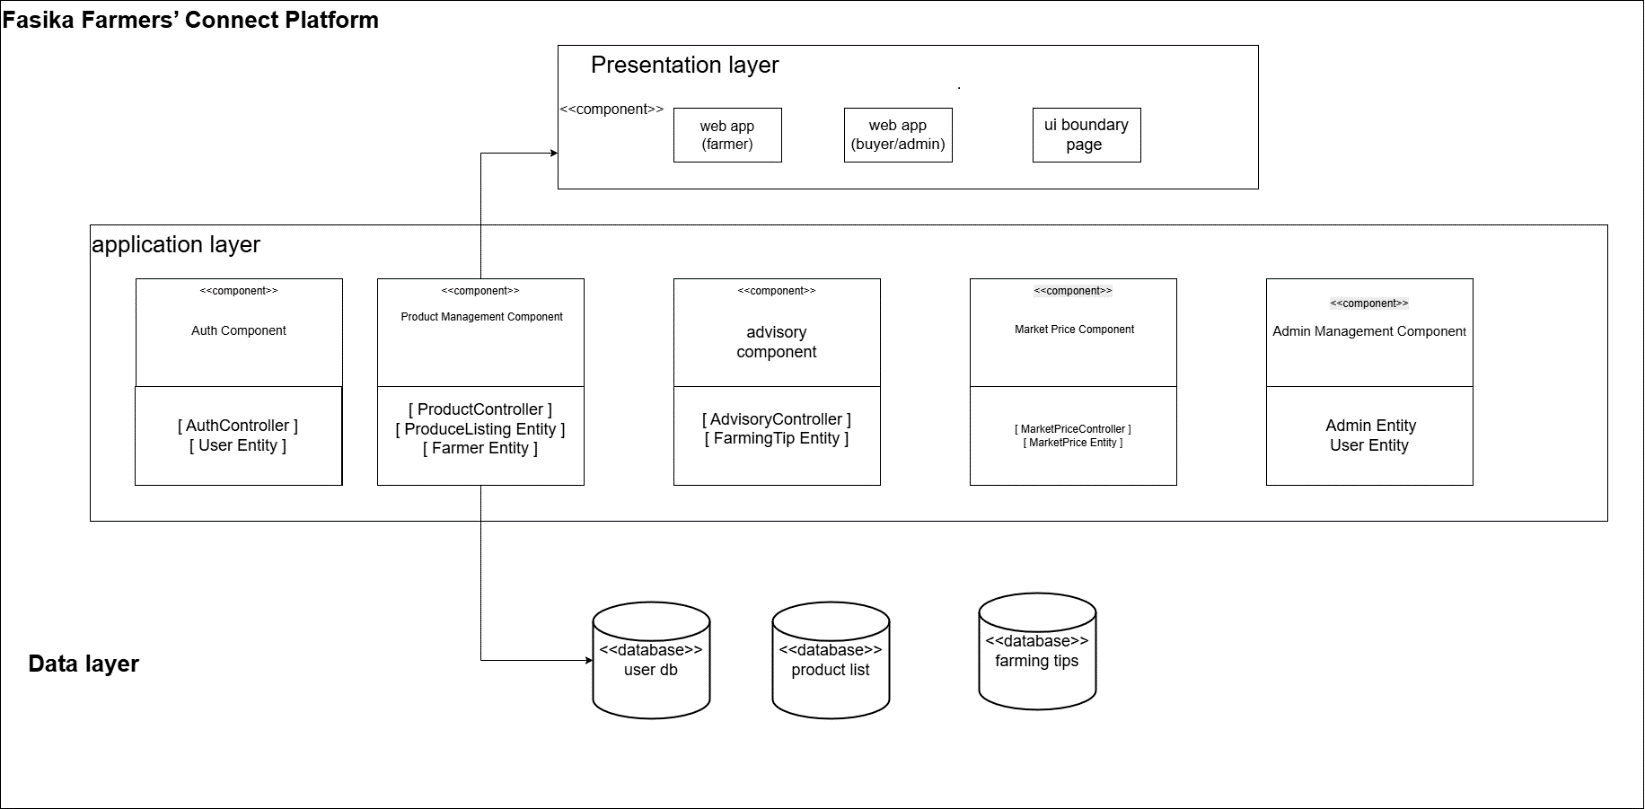 Fasika Farmers’ Connect Platform
Presentation layer
.
<<component>>
web app
(farmer)
web app
(buyer/admin)
ui boundary
page
application layer
<<component>>
Auth Component
[ AuthController ]
[ User Entity ]
<<component>>
Product Management Component
[ ProductController ]
[ ProduceListing Entity ]
[ Farmer Entity ]
<<component>>
advisory
component
[ AdvisoryController ]
[ FarmingTip Entity ]
<<component>>
Market Price Component
[ MarketPriceController ]
[ MarketPrice Entity ]
<<component>>
Admin Management Component
Admin Entity
User Entity
Data layer
<<database>>
user db
<<database>>
product list
<<database>>
farming tips